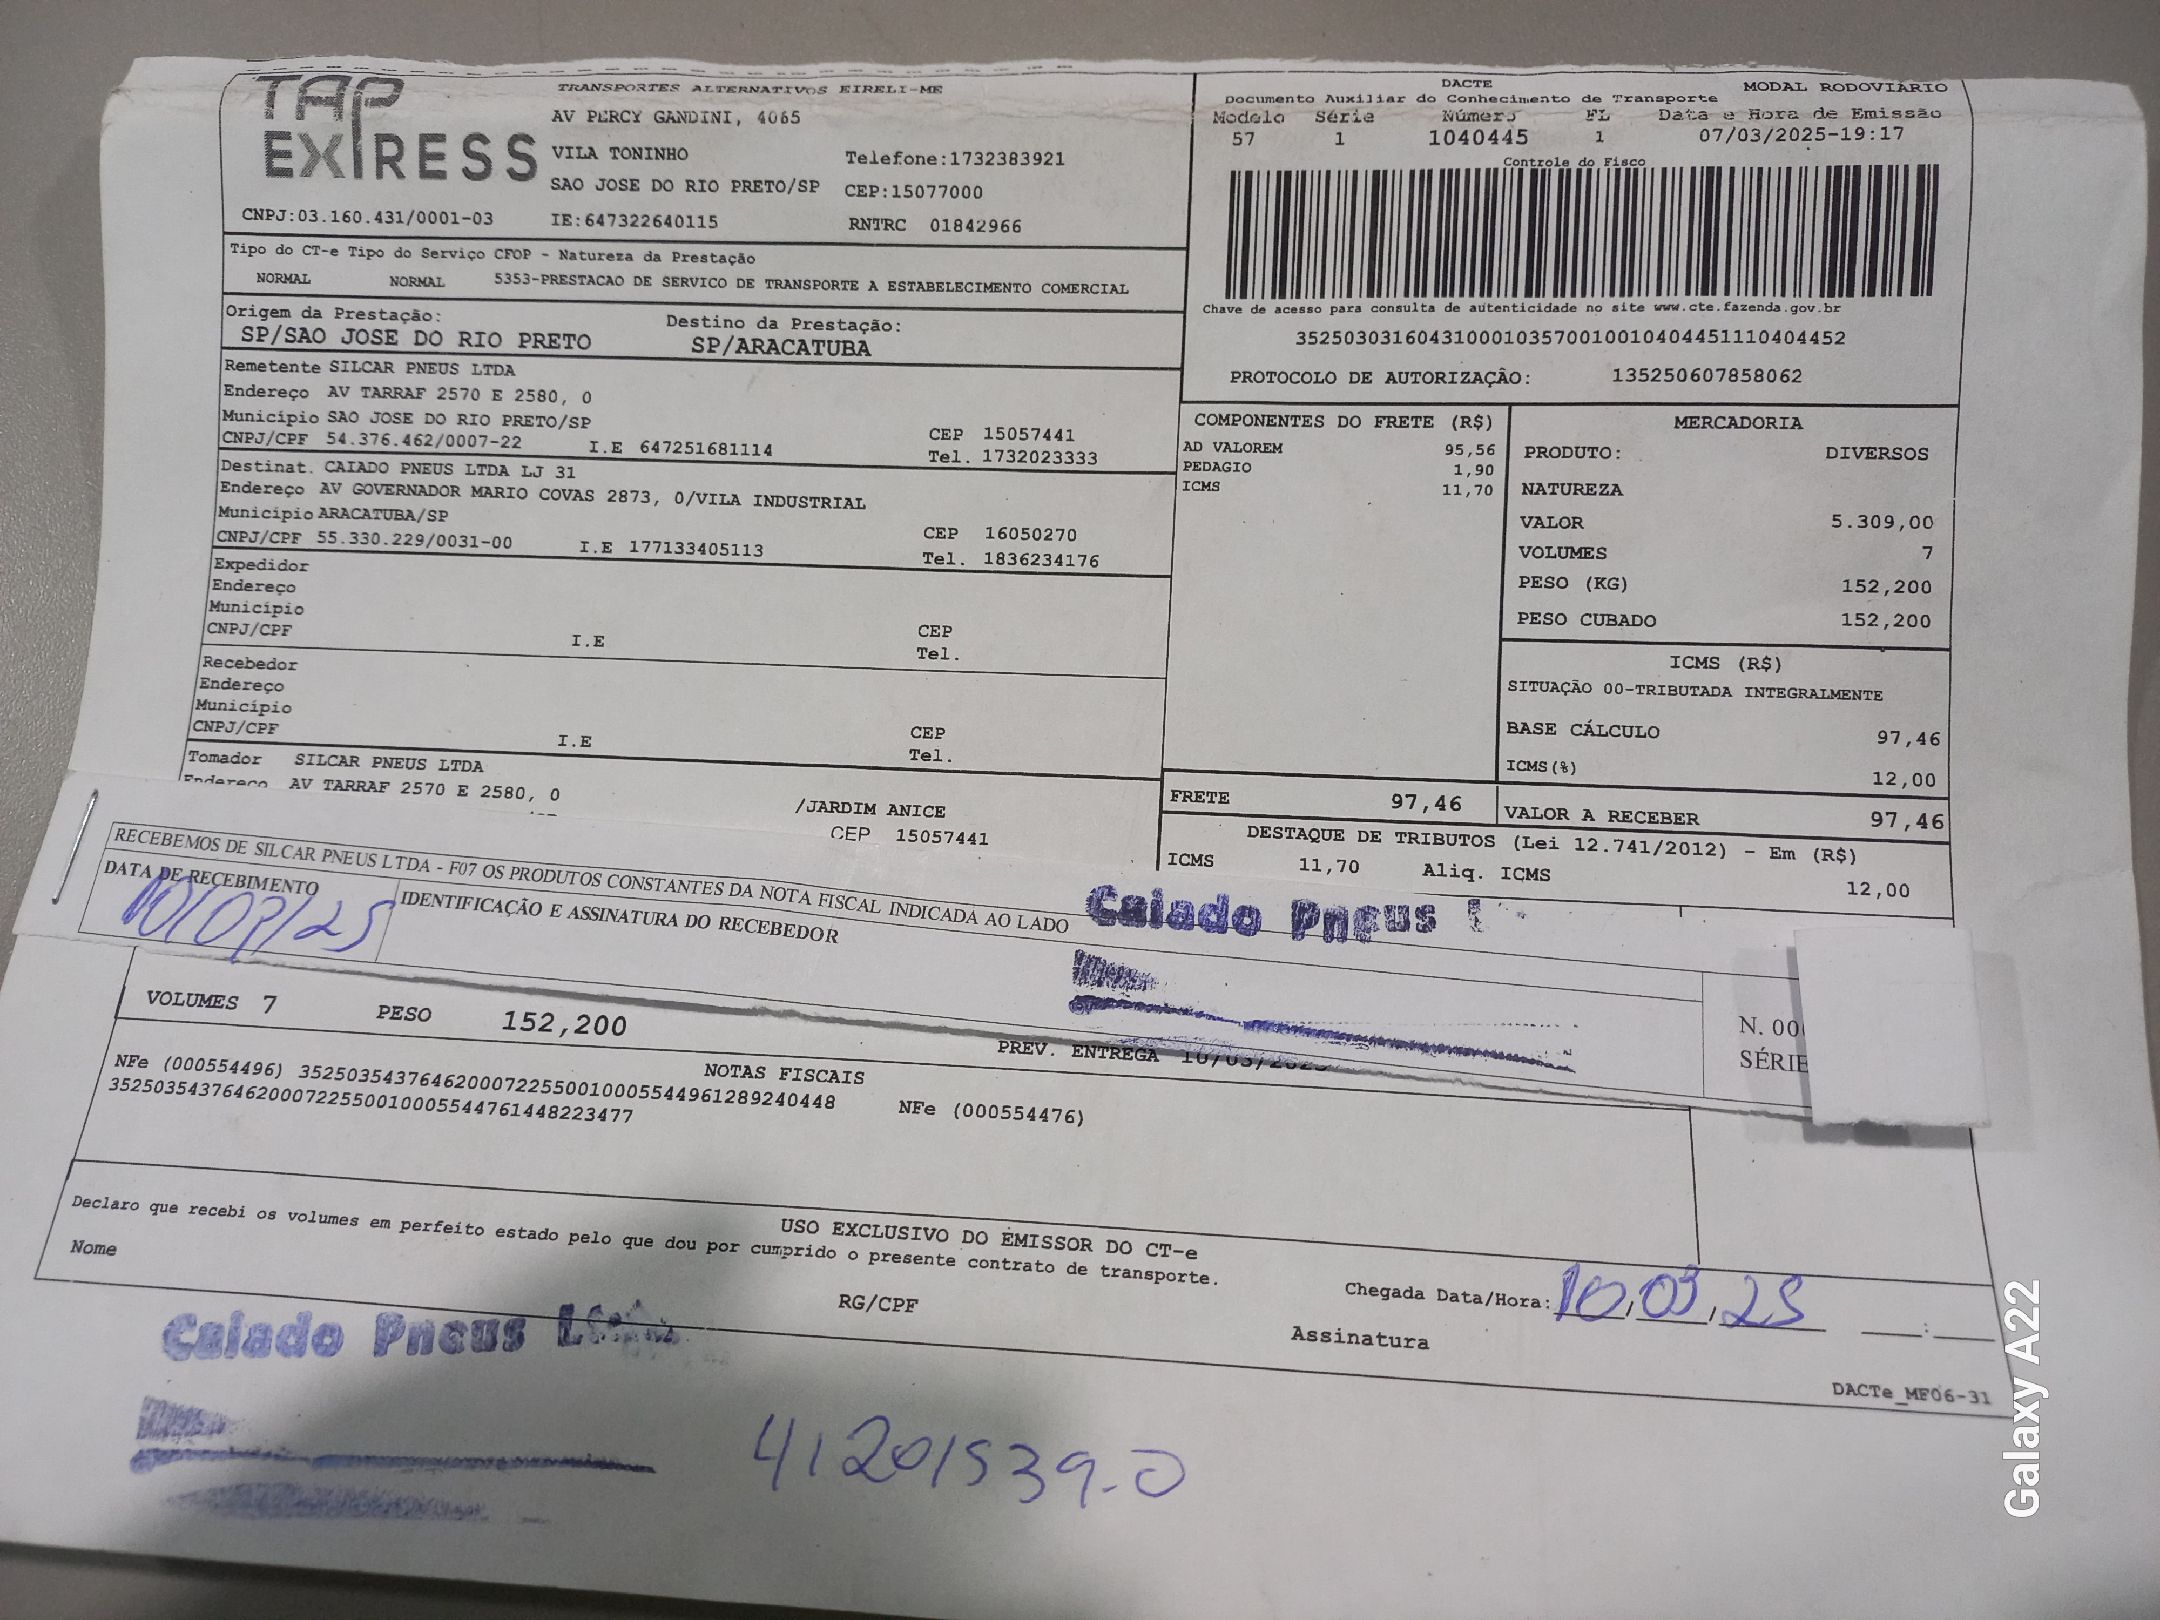 TAP EXPRESS
TRANSPORTES ALTERNATIVOS EIRELI-ME
AV PERCY GANDINI, 4065
VILA TONINHO
Telefone:1732383921
SAO JOSE DO RIO PRETO/SP
CEP:15077000
CNPJ:03.160.431/0001-03
IE:647322640115
RNTRC 01842966
DACTE
MODAL RODOVIÁRIO
Documento Auxiliar do Conhecimento de Transporte
Modelo Série Número FL Data e Hora de Emissão
57 1 1040445 1 07/03/2025-19:17
Controle do Fisco
Chave de acesso para consulta de autenticidade no site www.cte.fazenda.gov.br
35250303160431000103570010010404451110404452
PROTOCOLO DE AUTORIZAÇÃO: 135250607858062
Tipo do CT-e Tipo do Serviço CFOP - Natureza da Prestação
NORMAL NORMAL 5353-PRESTACAO DE SERVICO DE TRANSPORTE A ESTABELECIMENTO COMERCIAL
Origem da Prestação:
SP/SAO JOSE DO RIO PRETO
Destino da Prestação:
SP/ARACATUBA
Remetente SILCAR PNEUS LTDA
Endereço AV TARRAF 2570 E 2580, 0
Município SAO JOSE DO RIO PRETO/SP
CEP 15057441
CNPJ/CPF 54.376.462/0007-22 I.E 647251681114
Tel. 1732023333
Destinat. CAIADO PNEUS LTDA LJ 31
Endereço AV GOVERNADOR MARIO COVAS 2873, 0/VILA INDUSTRIAL
Município ARACATUBA/SP
CEP 16050270
CNPJ/CPF 55.330.229/0031-00 I.E 177133405113
Tel. 1836234176
Expedidor
Endereço
Município
CEP
CNPJ/CPF I.E
Tel.
Recebedor
Endereço
Município
CEP
CNPJ/CPF I.E
Tel.
Tomador SILCAR PNEUS LTDA
Endereço AV TARRAF 2570 E 2580, 0
/JARDIM ANICE
CEP 15057441
COMPONENTES DO FRETE (R$)
AD VALOREM 95,56
PEDAGIO 1,90
ICMS 11,70
MERCADORIA
PRODUTO: DIVERSOS
NATUREZA
VALOR 5.309,00
VOLUMES 7
PESO (KG) 152,200
PESO CUBADO 152,200
ICMS (R$)
SITUAÇÃO 00-TRIBUTADA INTEGRALMENTE
BASE CÁLCULO 97,46
ICMS(%) 12,00
FRETE 97,46
VALOR A RECEBER 97,46
DESTAQUE DE TRIBUTOS (Lei 12.741/2012) - Em (R$)
ICMS 11,70 Aliq. ICMS 12,00
RECEBEMOS DE SILCAR PNEUS LTDA - F07 OS PRODUTOS CONSTANTES DA NOTA FISCAL INDICADA AO LADO
DATA DE RECEBIMENTO
IDENTIFICAÇÃO E ASSINATURA DO RECEBEDOR
10/03/25
Caiado Pneus L
N. 00
SÉRIE
VOLUMES 7 PESO 152,200
PREV. ENTREGA 10/03/2025
NOTAS FISCAIS
NFe (000554496) 35250354376462000722550010005544961289240448 NFe (000554476)
35250354376462000722550010005544761448223477
USO EXCLUSIVO DO EMISSOR DO CT-e
Declaro que recebi os volumes em perfeito estado pelo que dou por cumprido o presente contrato de transporte.
Nome
RG/CPF
Chegada Data/Hora: 10,03,25 :
Assinatura
Caiado Pneus L
DACTe_MF06-31
41201539-0
Galaxy A22